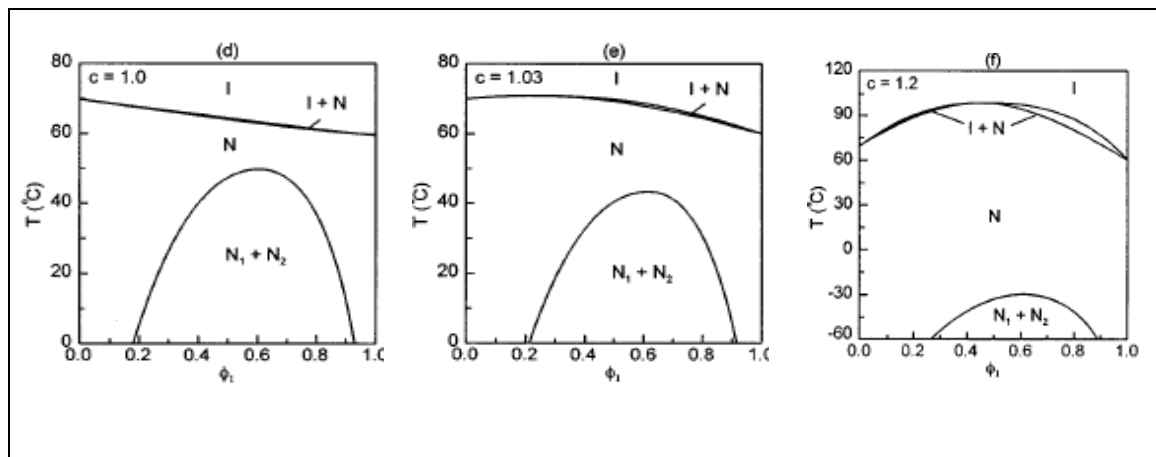 (d)
80
c = 1.0
I
I + N
60
N
T (°C)
40
N₁ + N₂
20
0
0.0 0.2 0.4 0.6 0.8 1.0
ϕ₁
(e)
80
c = 1.03
I
I + N
60
N
T (°C)
40
N₁ + N₂
20
0
0.0 0.2 0.4 0.6 0.8 1.0
ϕ₁
(f)
120
c = 1.2
I
90
I + N
60
T (°C)
30
N
0
-30
N₁ + N₂
-60
0.0 0.2 0.4 0.6 0.8 1.0
ϕ₁